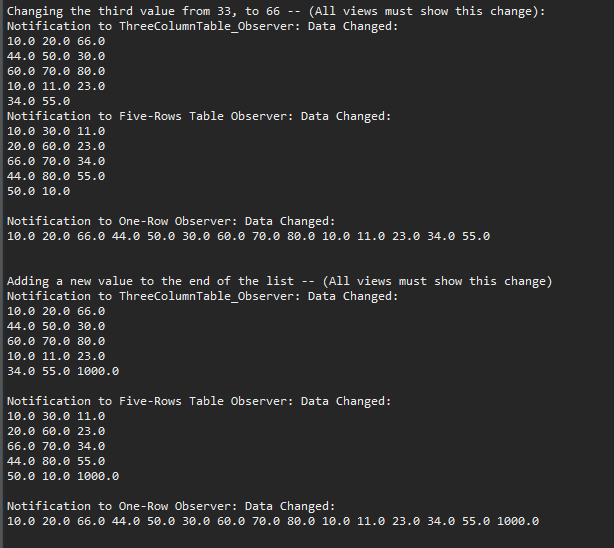 Changing the third value from 33, to 66 -- (All views must show this change):
Notification to ThreeColumnTable_Observer: Data Changed:
10.0 20.0 66.0
44.0 50.0 30.0
60.0 70.0 80.0
10.0 11.0 23.0
34.0 55.0
Notification to Five-Rows Table Observer: Data Changed:
10.0 30.0 11.0
20.0 60.0 23.0
66.0 70.0 34.0
44.0 80.0 55.0
50.0 10.0
Notification to One-Row Observer: Data Changed:
10.0 20.0 66.0 44.0 50.0 30.0 60.0 70.0 80.0 10.0 11.0 23.0 34.0 55.0
Adding a new value to the end of the list -- (All views must show this change)
Notification to ThreeColumnTable_Observer: Data Changed:
10.0 20.0 66.0
44.0 50.0 30.0
60.0 70.0 80.0
10.0 11.0 23.0
34.0 55.0 1000.0
Notification to Five-Rows Table Observer: Data Changed:
10.0 30.0 11.0
20.0 60.0 23.0
66.0 70.0 34.0
44.0 80.0 55.0
50.0 10.0 1000.0
Notification to One-Row Observer: Data Changed:
10.0 20.0 66.0 44.0 50.0 30.0 60.0 70.0 80.0 10.0 11.0 23.0 34.0 55.0 1000.0